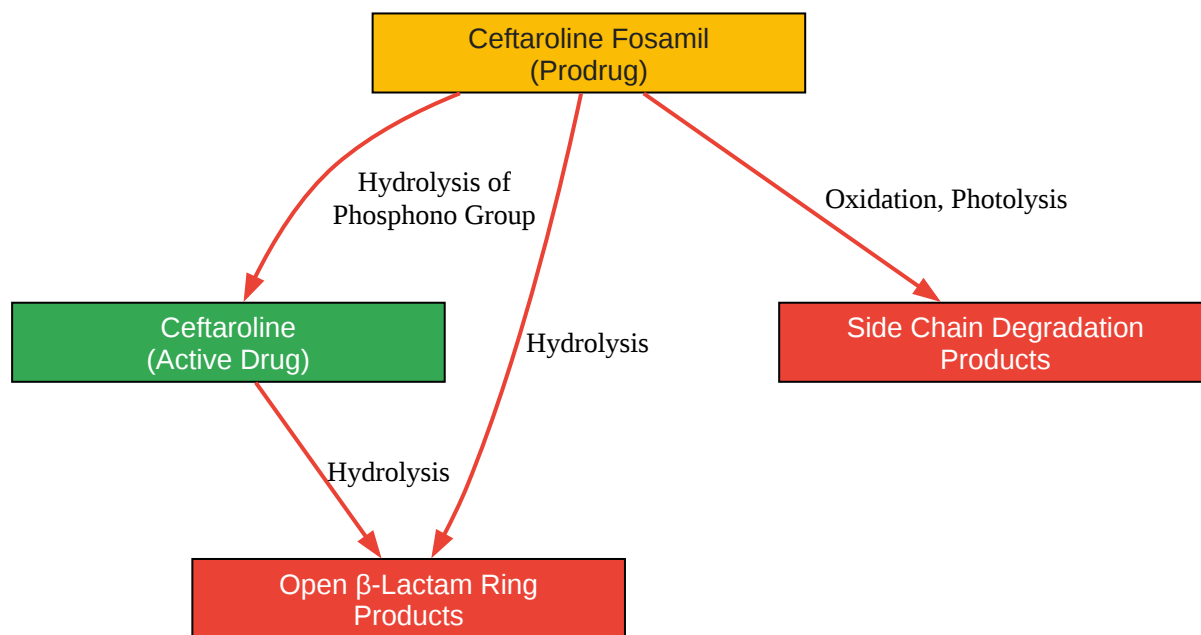 Ceftaroline Fosamil
(Prodrug)
Hydrolysis of
Phosphono Group
Oxidation, Photolysis
Ceftaroline
(Active Drug)
Hydrolysis
Side Chain Degradation
Products
Hydrolysis
Open β-Lactam Ring
Products